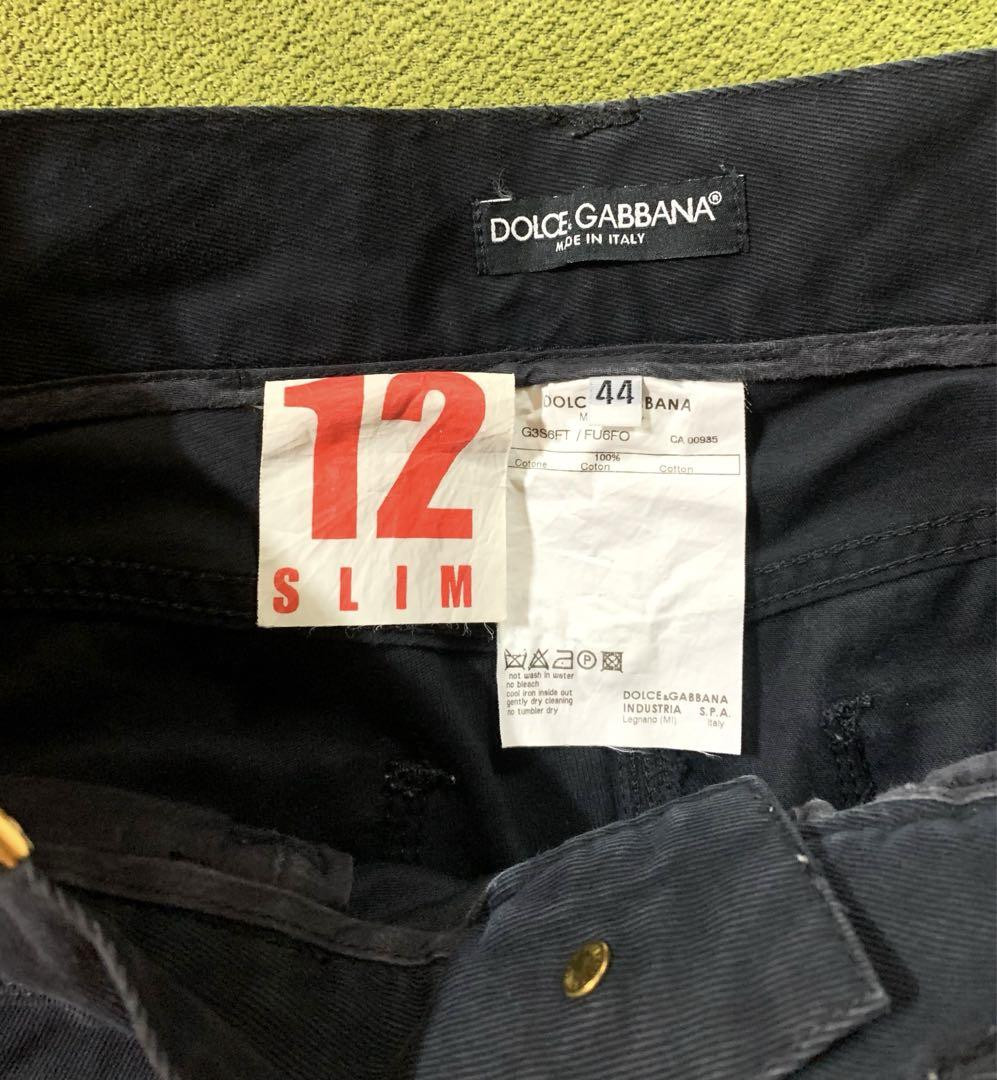 DOLCE&GABBANA®
MADE IN ITALY
12
SLIM
44
DOLC BANA
M
G3S6FT / FU6FO CA 00935
100%
Cotone Coton Cotton
not wash in water
no bleach
cool iron inside out
gently dry cleaning
no tumbler dry
P
DOLCE&GABBANA
INDUSTRIA S.P.A.
Legnano (MI) Italy